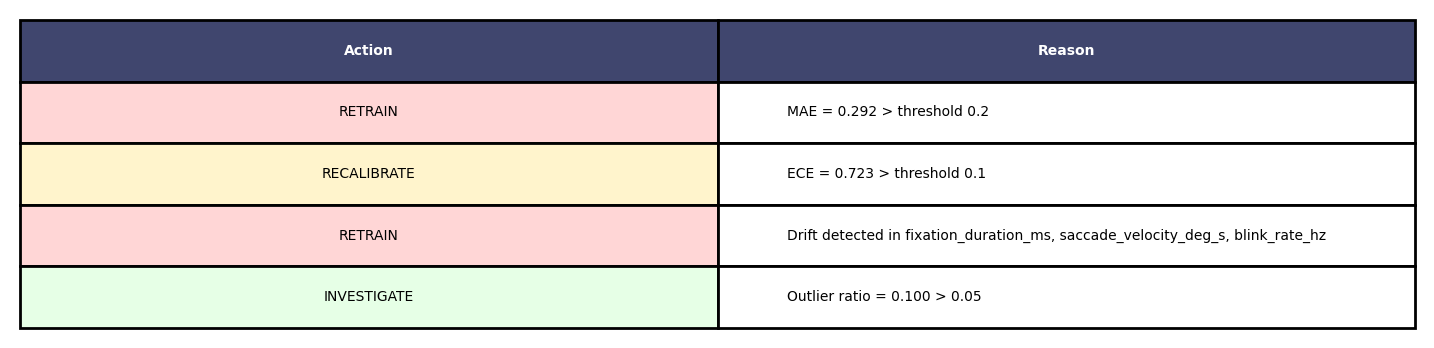 Action Reason
RETRAIN MAE = 0.292 > threshold 0.2
RECALIBRATE ECE = 0.723 > threshold 0.1
RETRAIN Drift detected in fixation_duration_ms, saccade_velocity_deg_s, blink_rate_hz
INVESTIGATE Outlier ratio = 0.100 > 0.05